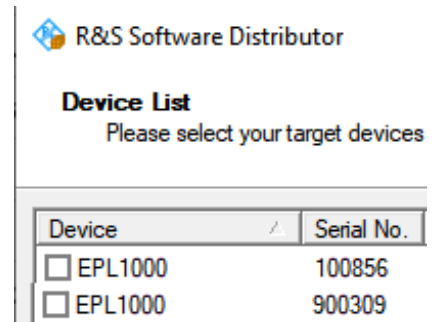 R&S Software Distributor
Device List
Please select your target devices
Device Serial No.
EPL1000 100856
EPL1000 900309